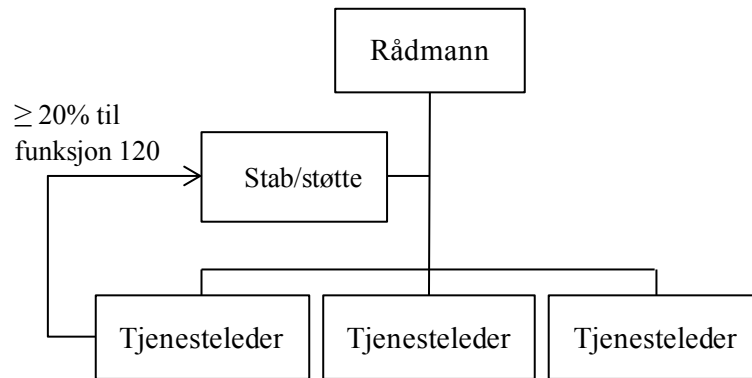 Rådmann
≥ 20% til
funksjon 120
Stab/støtte
Tjenesteleder
Tjenesteleder
Tjenesteleder